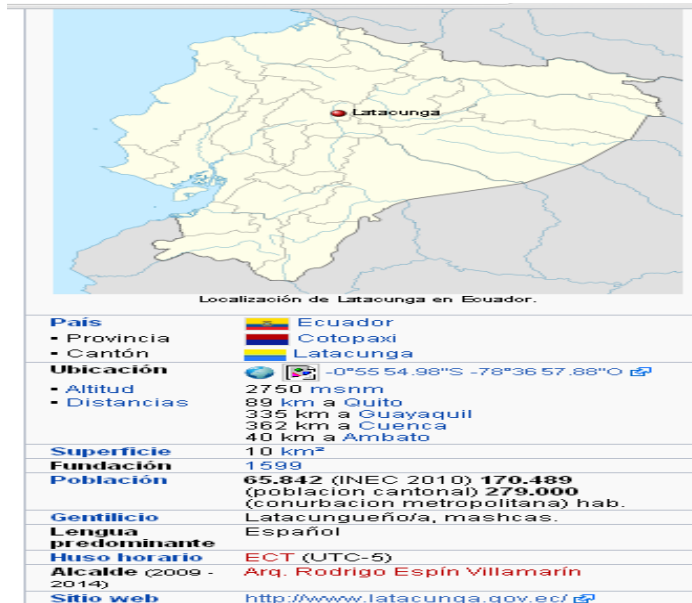 Latacunga
Localización de Latacunga en Ecuador.
País Ecuador
▪ Provincia Cotopaxi
▪ Cantón Latacunga
Ubicación -0°55 54.98"S -78°36 57.88"O
▪ Altitud 2750 msnm
▪ Distancias 89 km a Quito
335 km a Guayaquil
362 km a Cuenca
40 km a Ambato
Superficie 10 km²
Fundación 1599
Población 65.842 (INEC 2010) 170.489
(poblacion cantonal) 279.000
(conurbacion metropolitana) hab.
Gentilicio Latacungueño/a, mashcas.
Lengua Español
predominante
Huso horario ECT (UTC-5)
Alcalde (2009 - Arq. Rodrigo Espín Villamarín
2014)
Sitio web http://www.latacunga.gov.ec/